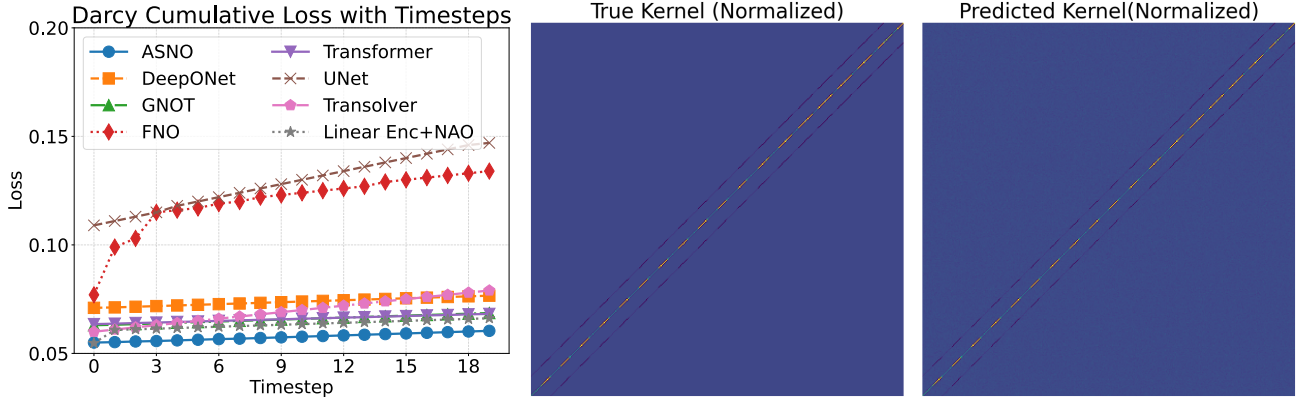 Darcy Cumulative Loss with Timesteps
0.20
0.15
0.10
0.05
Loss
ASNO
DeepONet
GNOT
FNO
Transformer
UNet
Transolver
Linear Enc+NAO
0 3 6 9 12 15 18
Timestep
True Kernel (Normalized)
Predicted Kernel(Normalized)